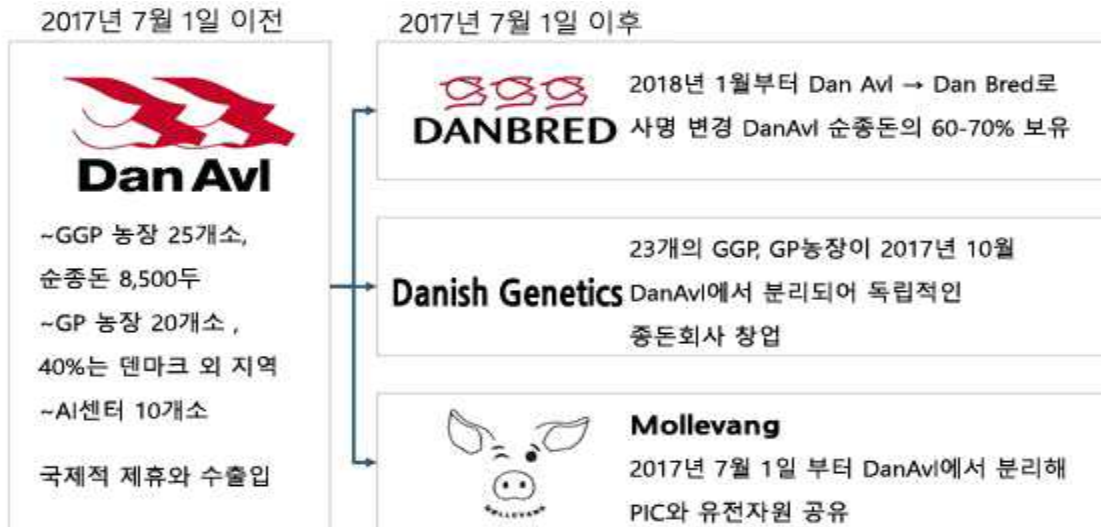 2017년 7월 1일 이전
Dan Avl
~GGP 농장 25개소,
순종돈 8,500두
~GP 농장 20개소 ,
40%는 덴마크 외 지역
~AI센터 10개소
국제적 제휴와 수출입
2017년 7월 1일 이후
DANBRED
2018년 1월부터 Dan Avl → Dan Bred로
사명 변경 DanAvl 순종돈의 60-70% 보유
Danish Genetics
23개의 GGP, GP농장이 2017년 10월
DanAvl에서 분리되어 독립적인
종돈회사 창업
MØLLEVANG
Mollevang
2017년 7월 1일 부터 DanAvl에서 분리해
PIC와 유전자원 공유